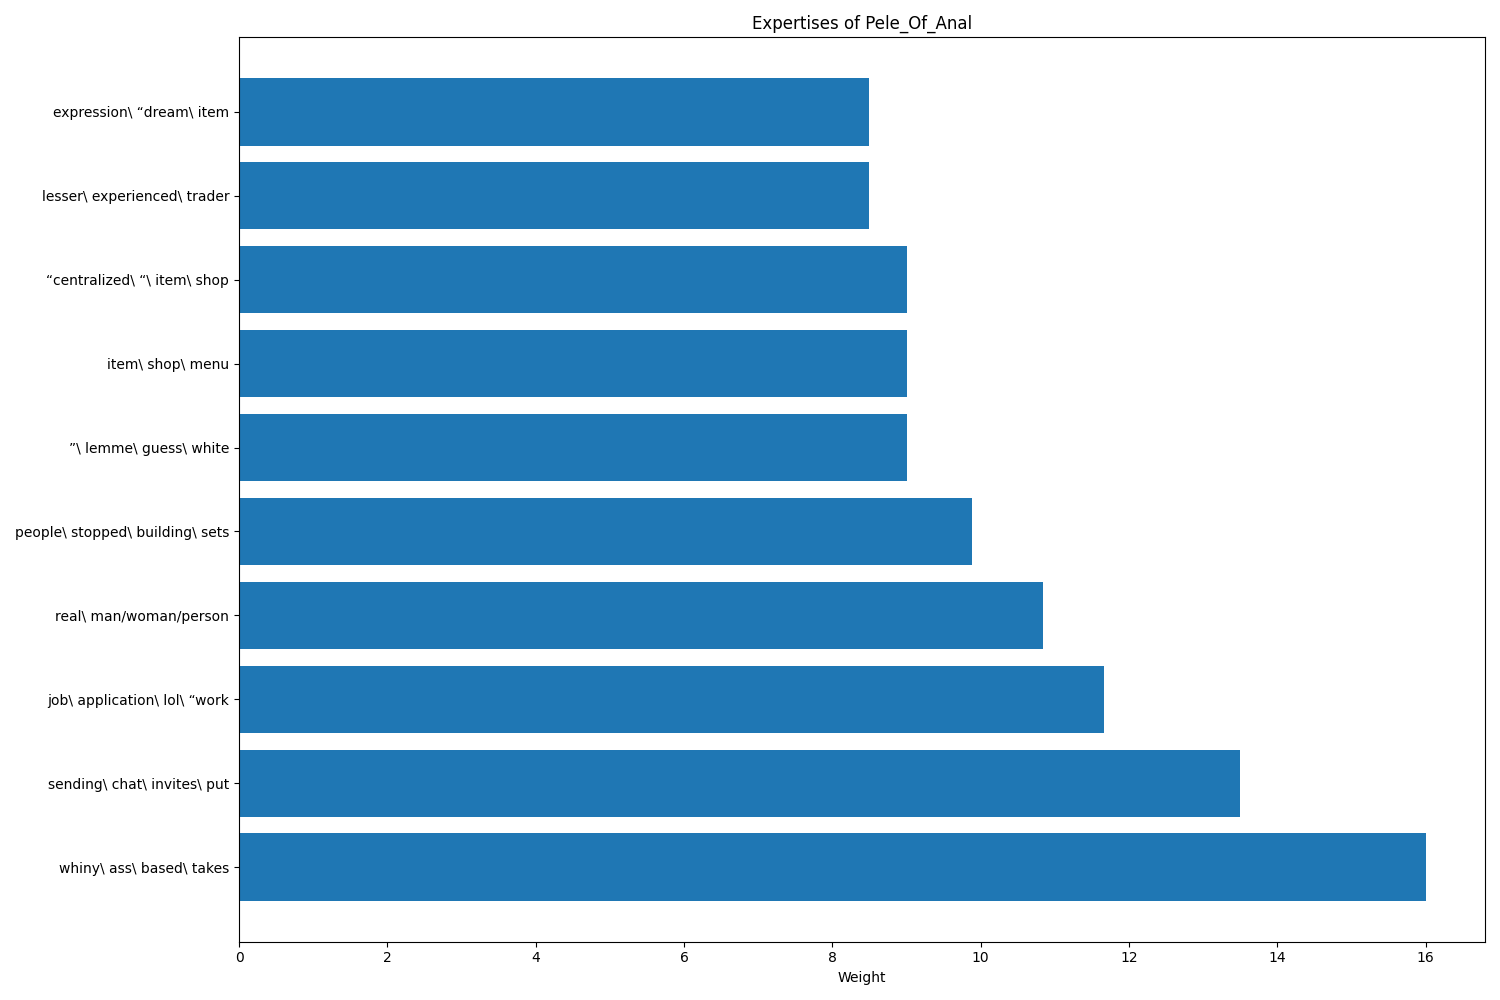 Expertises of Pele_Of_Anal
expression\ “dream\ item
lesser\ experienced\ trader
“centralized\ “\ item\ shop
item\ shop\ menu
”\ lemme\ guess\ white
people\ stopped\ building\ sets
real\ man/woman/person
job\ application\ lol\ “work
sending\ chat\ invites\ put
whiny\ ass\ based\ takes
0 2 4 6 8 10 12 14 16
Weight